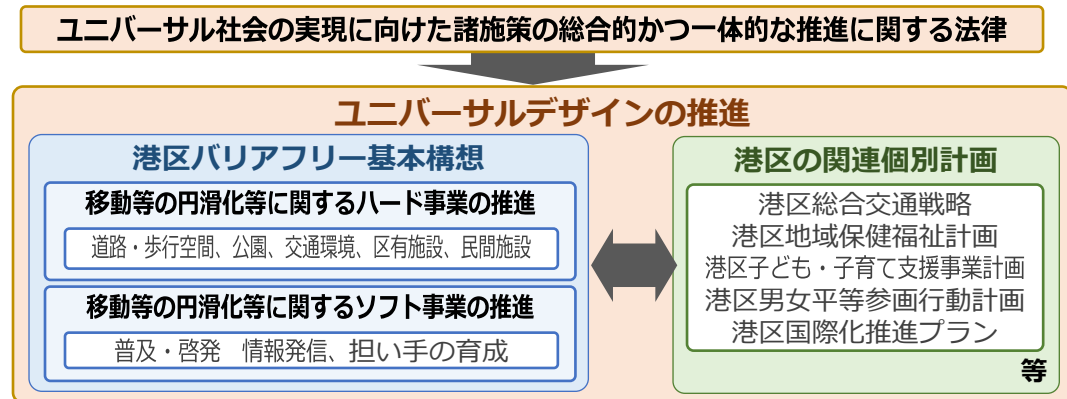 ユニバーサル社会の実現に向けた諸施策の総合的かつ一体的な推進に関する法律
ユニバーサルデザインの推進
港区バリアフリー基本構想
移動等の円滑化等に関するハード事業の推進
道路・歩行空間、公園、交通環境、区有施設、民間施設
移動等の円滑化等に関するソフト事業の推進
普及・啓発　情報発信、担い手の育成
港区の関連個別計画
港区総合交通戦略
港区地域保健福祉計画
港区子ども・子育て支援事業計画
港区男女平等参画行動計画
港区国際化推進プラン
等